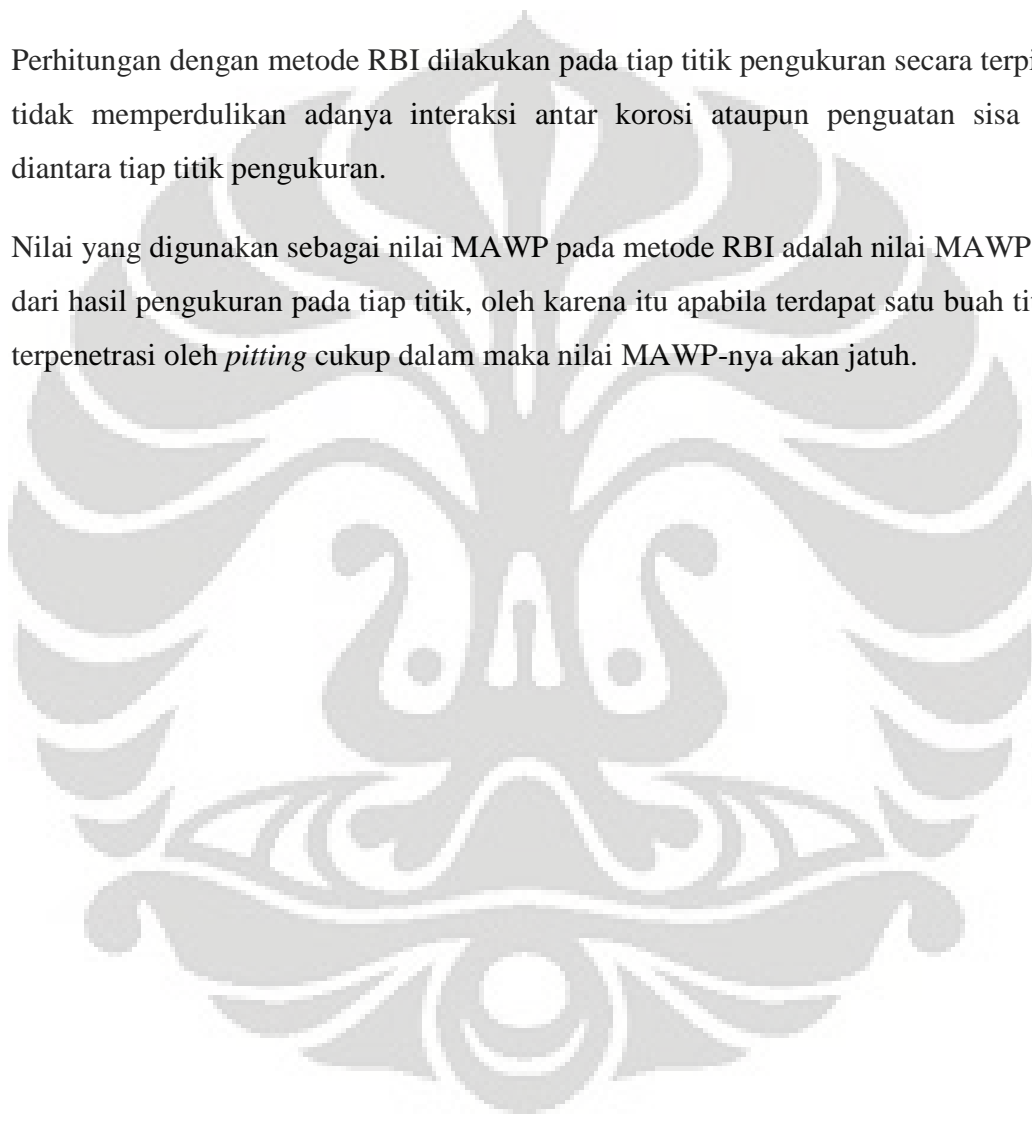 Perhitungan dengan metode RBI dilakukan pada tiap titik pengukuran secara
tidak memperdulikan adanya interaksi antar korosi ataupun penguatan sisa
diantara tiap titik pengukuran.
Nilai yang digunakan sebagai nilai MAWP pada metode RBI adalah nilai MAWP
dari hasil pengukuran pada tiap titik, oleh karena itu apabila terdapat satu buah
terpenetrasi oleh pitting cukup dalam maka nilai MAWP-nya akan jatuh.